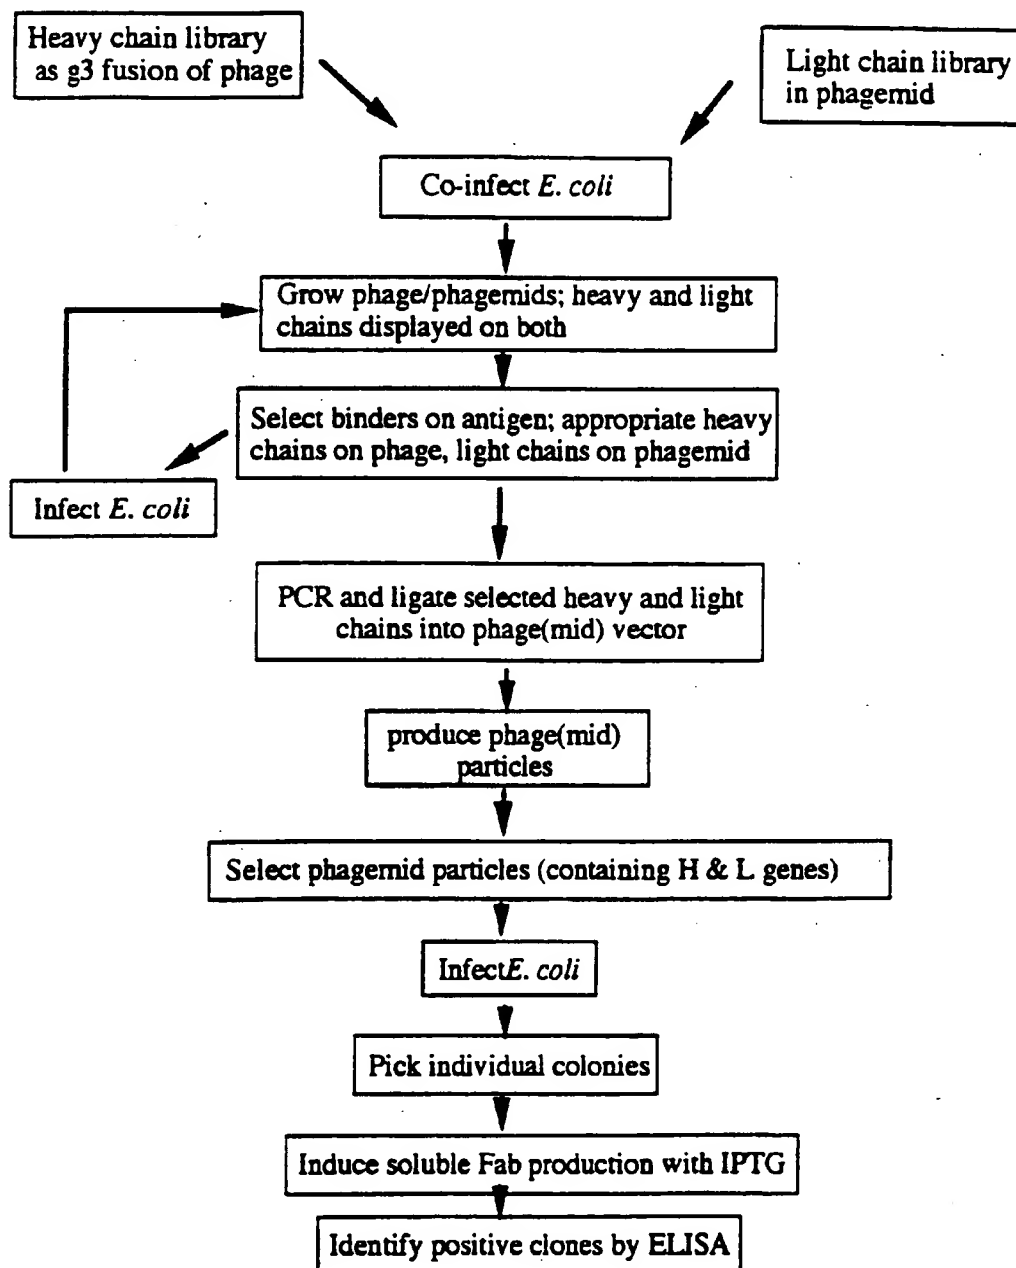 Heavy chain library
as g3 fusion of phage
Light chain library
in phagemid
Co-infect E. coli
Grow phage/phagemids; heavy and light
chains displayed on both
Select binders on antigen; appropriate heavy
chains on phage, light chains on phagemid
Infect E. coli
PCR and ligate selected heavy and light
chains into phage(mid) vector
produce phage(mid)
particles
Select phagemid particles (containing H & L genes)
InfectE. coli
Pick individual colonies
Induce soluble Fab production with IPTG
Identify positive clones by ELISA